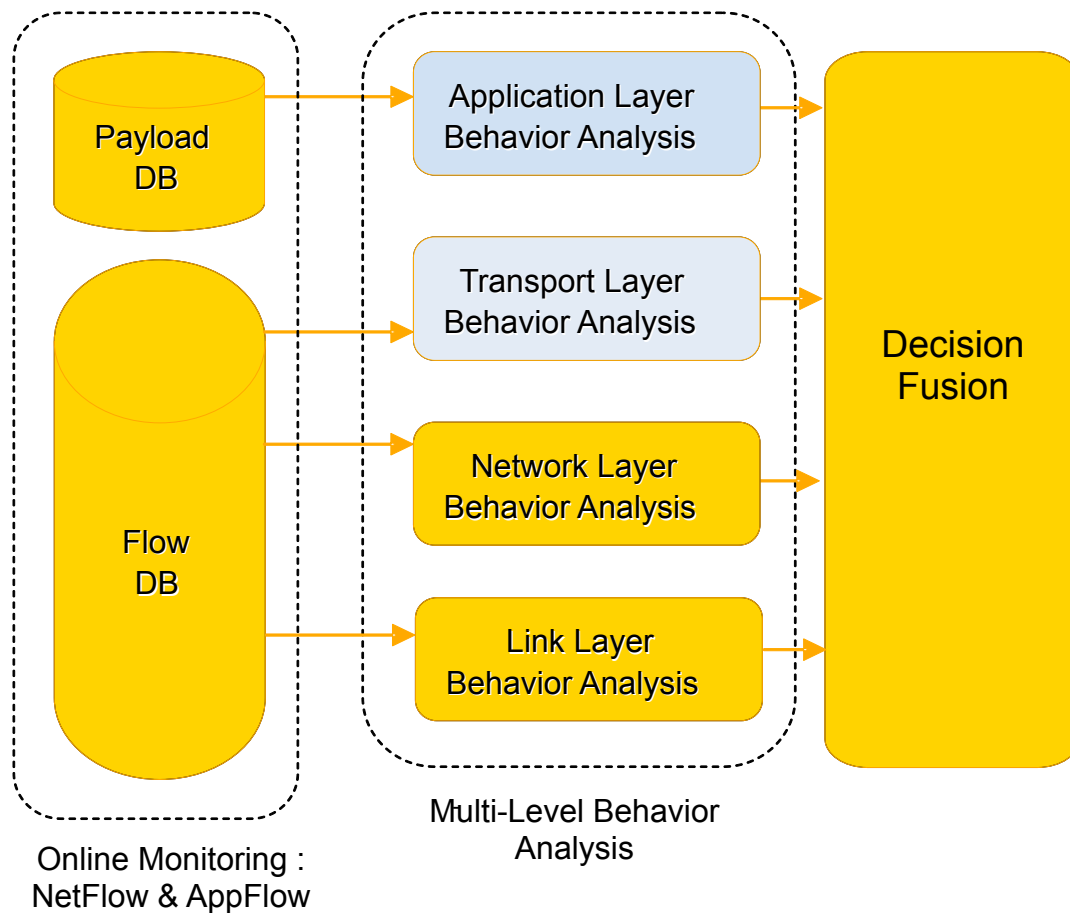 Payload
DB
Flow
DB
Online Monitoring :
NetFlow & AppFlow
Application Layer
Behavior Analysis
Transport Layer
Behavior Analysis
Network Layer
Behavior Analysis
Link Layer
Behavior Analysis
Multi-Level Behavior
Analysis
Decision
Fusion